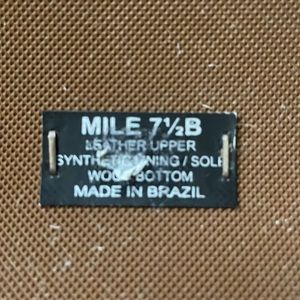 MILE 7½B
LEATHER UPPER
SYNTHETIC LINING / SOLE
WOOD BOTTOM
MADE IN BRAZIL